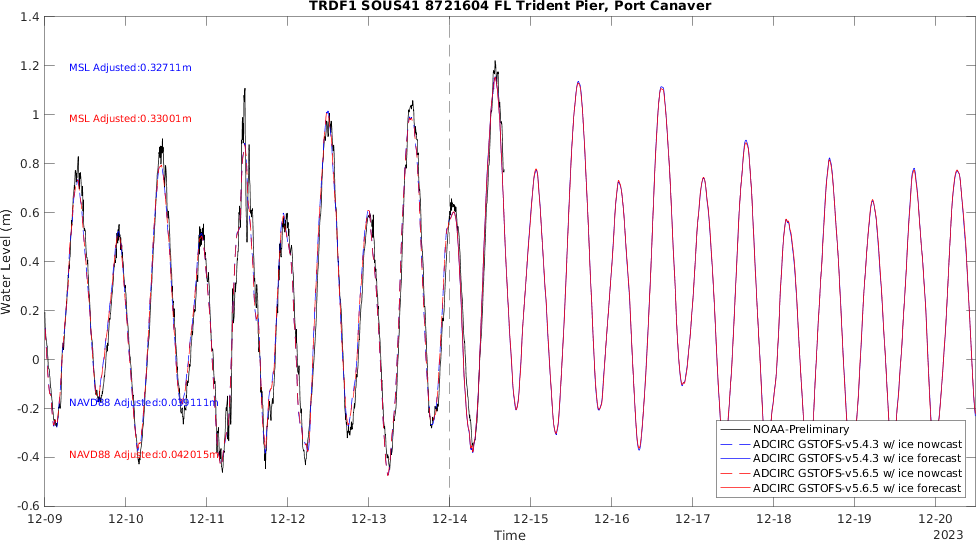 TRDF1 SOUS41 8721604 FL Trident Pier, Port Canaver
1.4
1.2
1
0.8
0.6
0.4
0.2
0
-0.2
-0.4
-0.6
Water Level (m)
MSL Adjusted:0.32711m
MSL Adjusted:0.33001m
NAVD88 Adjusted:0.039111m
NAVD88 Adjusted:0.042015m
NOAA-Preliminary
ADCIRC GSTOFS-v5.4.3 w/ ice nowcast
ADCIRC GSTOFS-v5.4.3 w/ ice forecast
ADCIRC GSTOFS-v5.6.5 w/ ice nowcast
ADCIRC GSTOFS-v5.6.5 w/ ice forecast
12-09 12-10 12-11 12-12 12-13 12-14 12-15 12-16 12-17 12-18 12-19 12-20
Time
2023